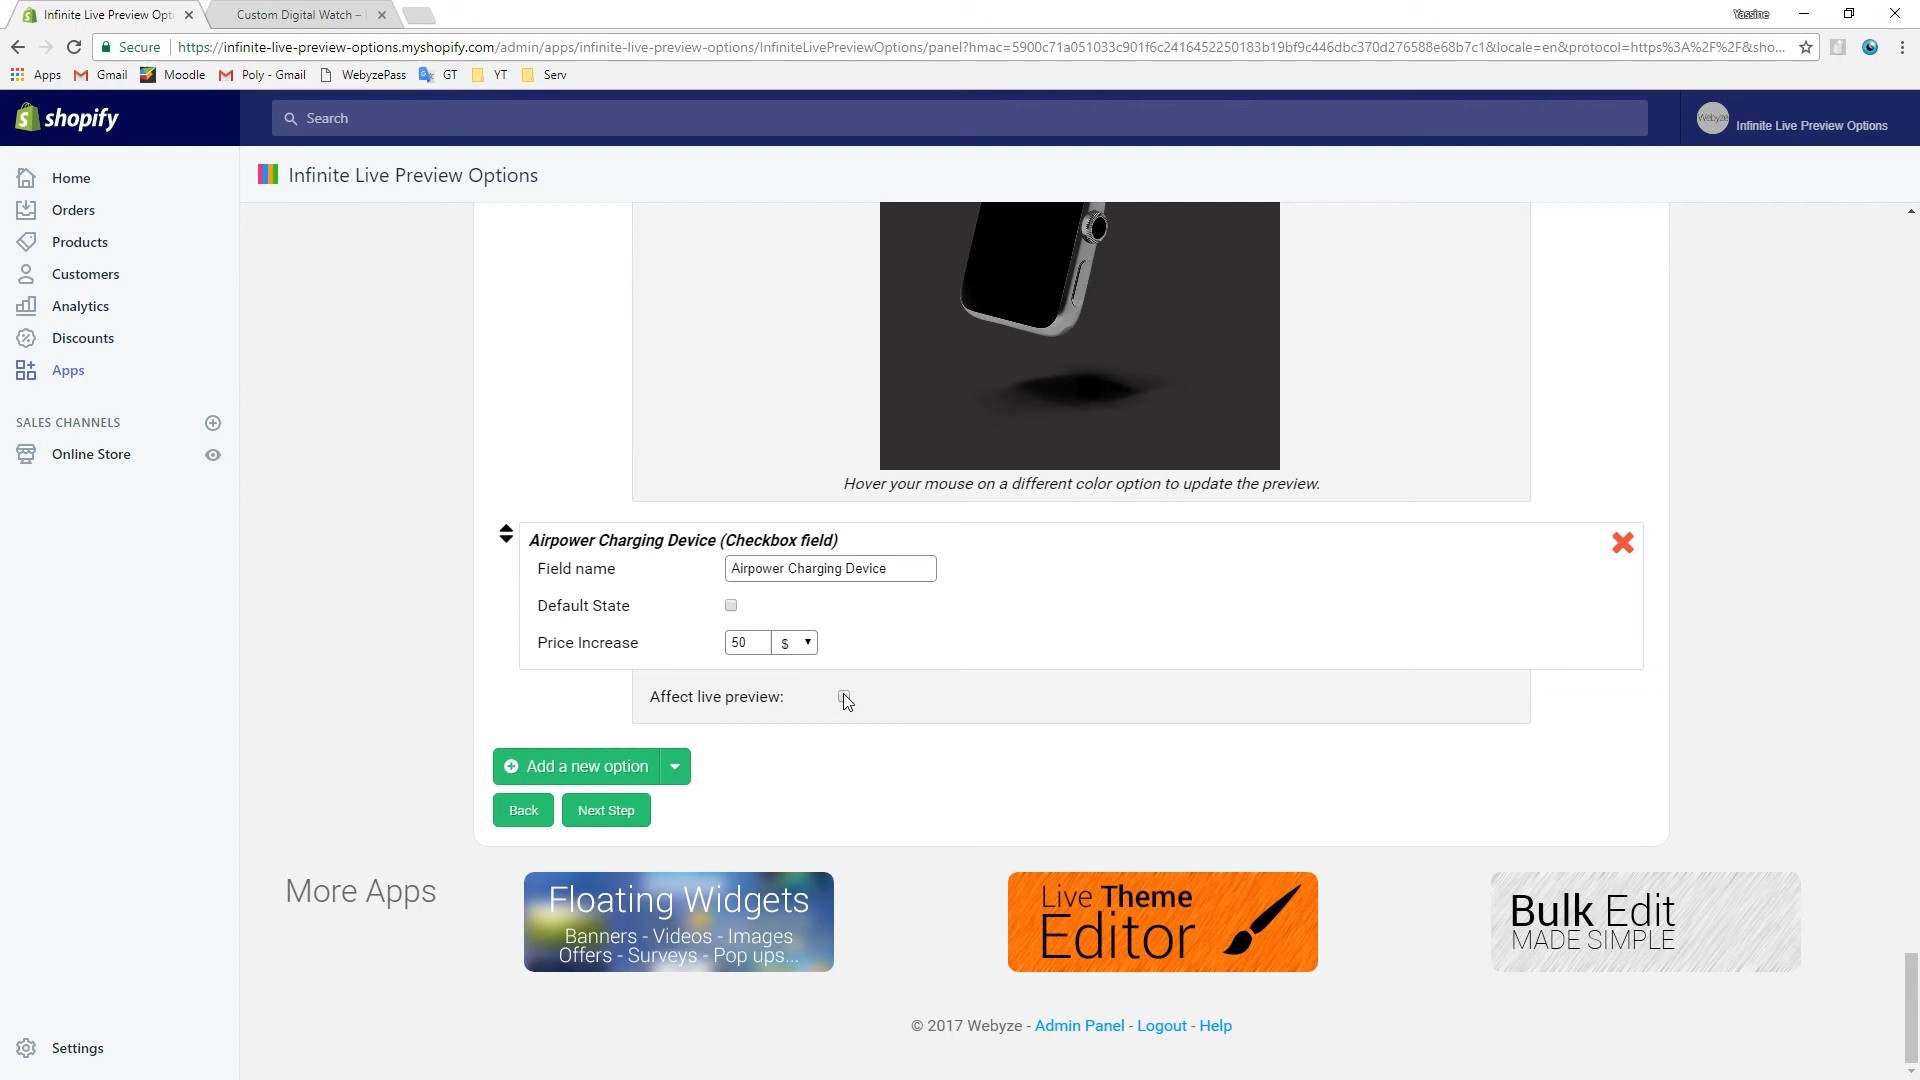 Infinite Live Preview Opti
Custom Digital Watch –
Yassine
Secure
https://infinite-live-preview-options.myshopify.com/admin/apps/infinite-live-preview-options/InfiniteLivePreviewOptions/panel?hmac=5900c71a051033c901f6c2416452250183b19bf9c446dbc370d276588e68b7c1&locale=en&protocol=https%3A%2F%2F&sho...
Apps Gmail Moodle Poly - Gmail WebyzePass GT YT Serv
shopify
Search
Webyze
Infinite Live Preview Options
Infinite Live Preview Options
Home
Orders
Products
Customers
Analytics
Discounts
Apps
SALES CHANNELS
Online Store
Settings
Hover your mouse on a different color option to update the preview.
Airpower Charging Device (Checkbox field)
Field name Airpower Charging Device
Default State
Price Increase 50 $
Affect live preview:
Add a new option
Back Next Step
More Apps
Floating Widgets
Banners - Videos - Images
Offers - Surveys - Pop ups...
Live Theme
Editor
Bulk Edit
MADE SIMPLE
© 2017 Webyze - Admin Panel - Logout - Help